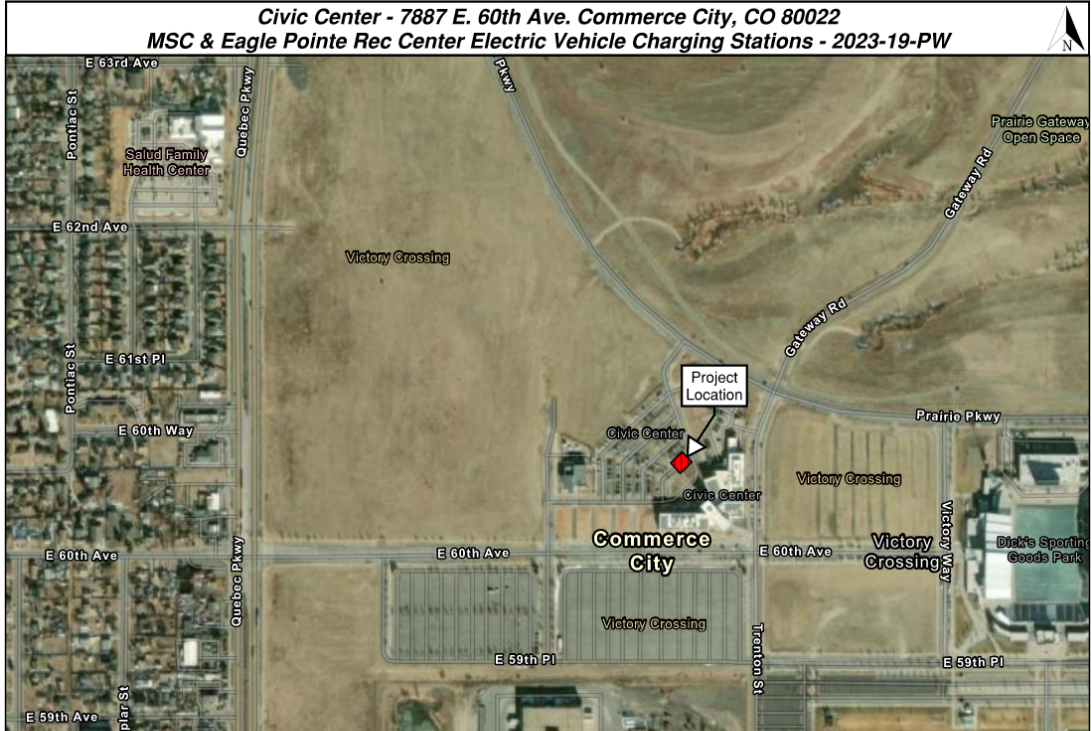 Civic Center - 7887 E. 60th Ave. Commerce City, CO 80022
MSC & Eagle Pointe Rec Center Electric Vehicle Charging Stations - 2023-19-PW
N
E 63rd Ave
Pkwy
Quebec Pkwy
Pontiac St
Prairie Gateway
Open Space
Salud Family
Health Center
Gateway Rd
E 62nd Ave
Victory Crossing
Gateway Rd
E 61st Pl
Pontiac St
Project
Location
Prairie Pkwy
E 60th Way
Civic Center
Victory Crossing
Civic Center
Victory Way
E 60th Ave
E 60th Ave
Commerce
City
E 60th Ave
Victory
Crossing
Dick's Sporting
Goods Park
Quebec Pkwy
Victory Crossing
Trenton St
E 59th Pl
E 59th Pl
E 59th Ave
plar St